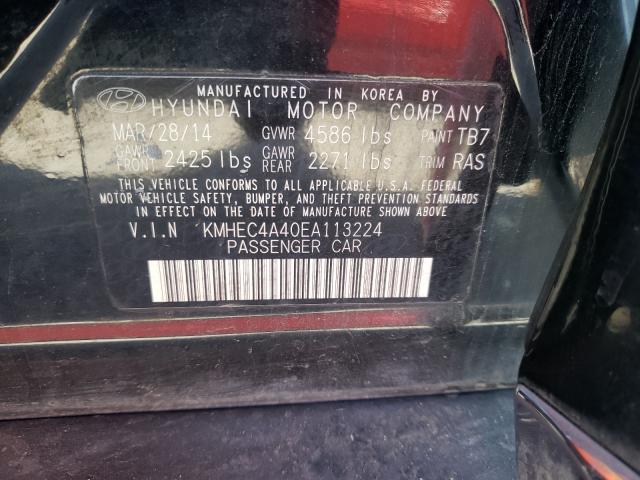 MANUFACTURED IN KOREA BY
HYUNDAI MOTOR COMPANY
MAR/28/14 GVWR 4586 lbs PAINT TB7
GAWR FRONT 2425 lbs GAWR REAR 2271 lbs TRIM RAS
THIS VEHICLE CONFORMS TO ALL APPLICABLE U.S.A. FEDERAL
MOTOR VEHICLE SAFETY, BUMPER, AND THEFT PREVENTION STANDARDS
IN EFFECT ON THE DATE OF MANUFACTURE SHOWN ABOVE.
V.I.N KMHEC4A40EA113224
PASSENGER CAR